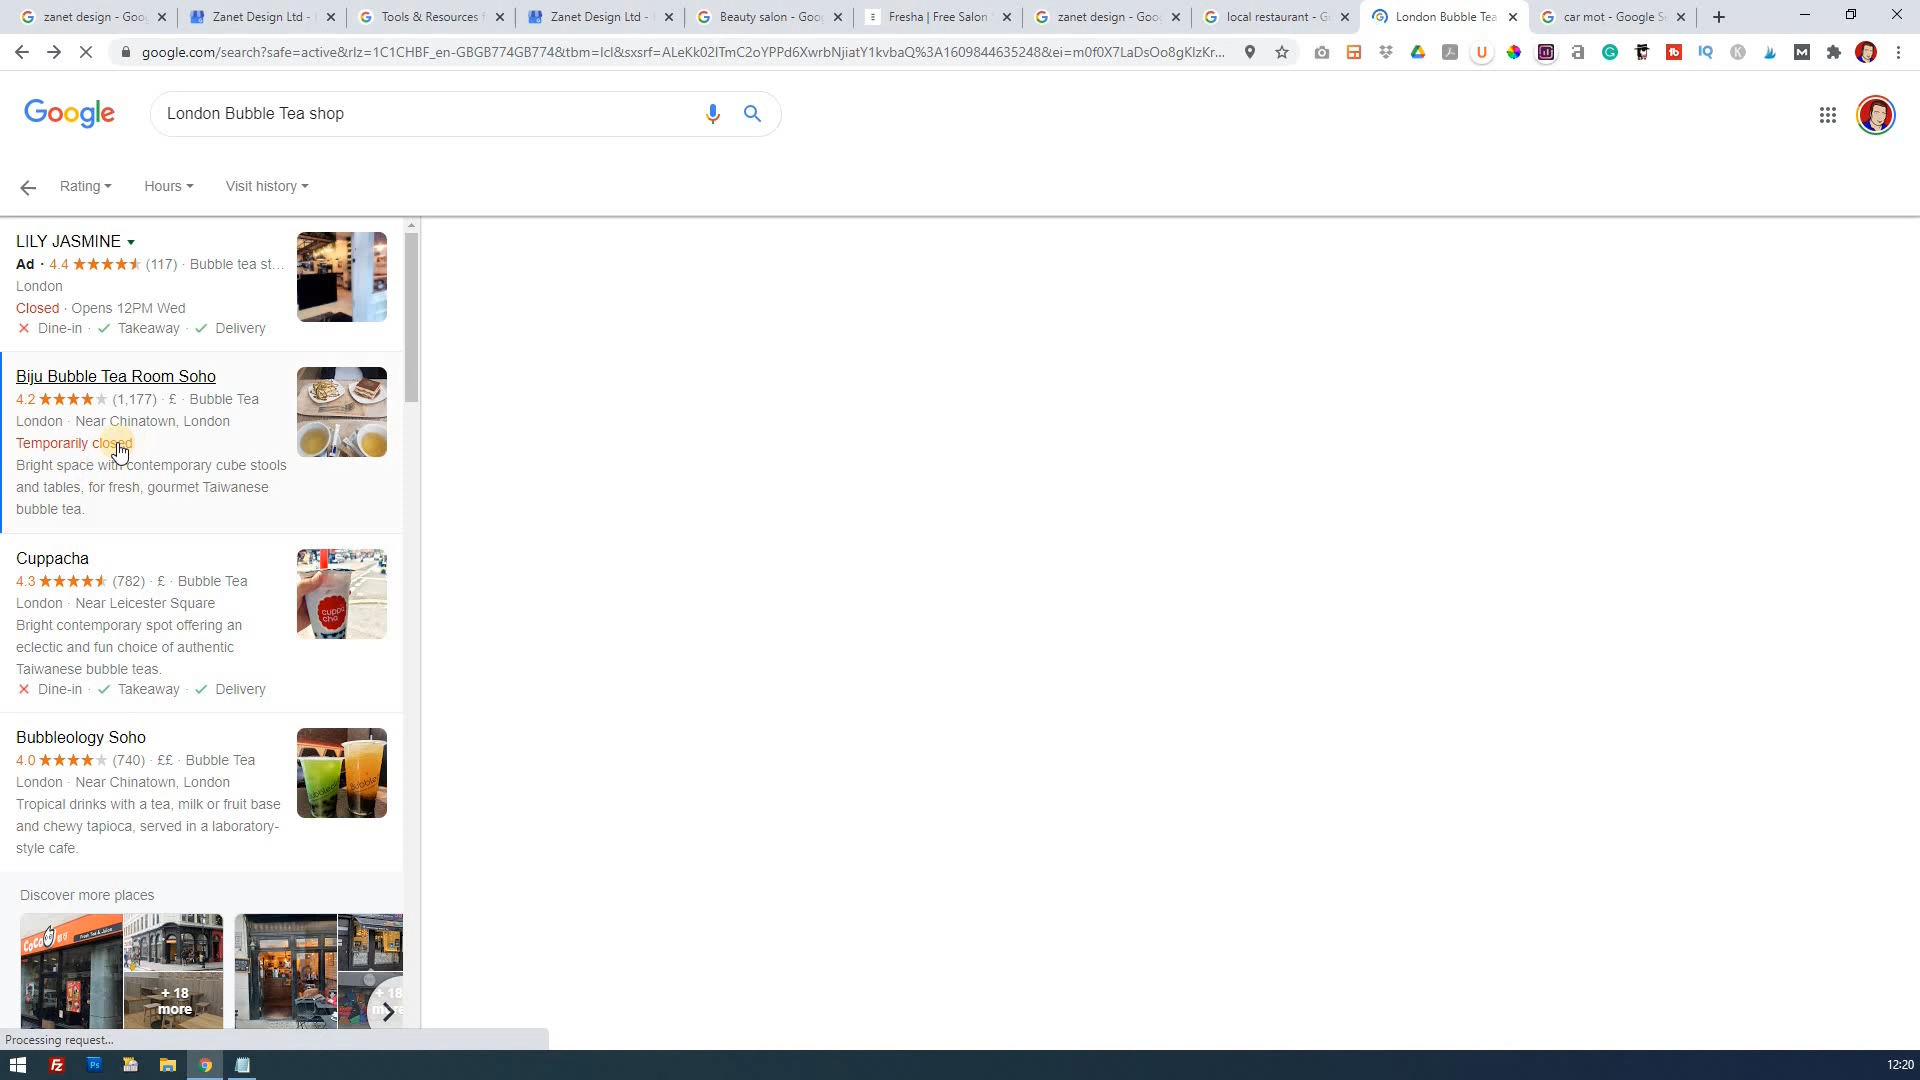 zanet design - Goo
Zanet Design Ltd -
Tools & Resources f
Zanet Design Ltd -
Beauty salon - Goo
Fresha | Free Salon
zanet design - Goo
local restaurant - G
London Bubble Tea
car mot - Google S
google.com/search?safe=active&rlz=1C1CHBF_en-GBGB774GB774&tbm=lcl&sxsrf=ALeKk02ITmC2oYPPd6XwrbNjiatY1kvbaQ%3A1609844635248&ei=m0f0X7LaDsOo8gKlzKr...
Google
London Bubble Tea shop
Rating
Hours
Visit history
LILY JASMINE
Ad · 4.4 (117) · Bubble tea st...
London
Closed · Opens 12PM Wed
Dine-in · Takeaway · Delivery
Biju Bubble Tea Room Soho
4.2 (1,177) · £ · Bubble Tea
London · Near Chinatown, London
Temporarily closed
Bright space with contemporary cube stools
and tables, for fresh, gourmet Taiwanese
bubble tea.
Cuppacha
4.3 (782) · £ · Bubble Tea
London · Near Leicester Square
Bright contemporary spot offering an
eclectic and fun choice of authentic
Taiwanese bubble teas.
Dine-in · Takeaway · Delivery
cuppa
cha
Bubbleology Soho
4.0 (740) · ££ · Bubble Tea
London · Near Chinatown, London
Tropical drinks with a tea, milk or fruit base
and chewy tapioca, served in a laboratory-
style cafe.
Discover more places
CoCo
+ 18
more
+ 18
Processing request...
12:20